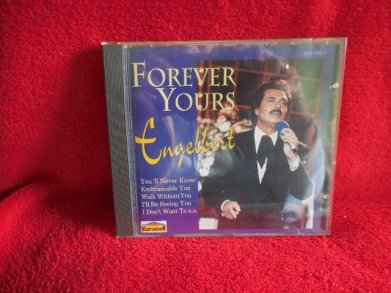 FOREVER
YOURS
Engelbert
You'll Never Know
Embraceable You
Walk Without You
I'll Be Seeing You
I Don't Want To u.a.
Karussell